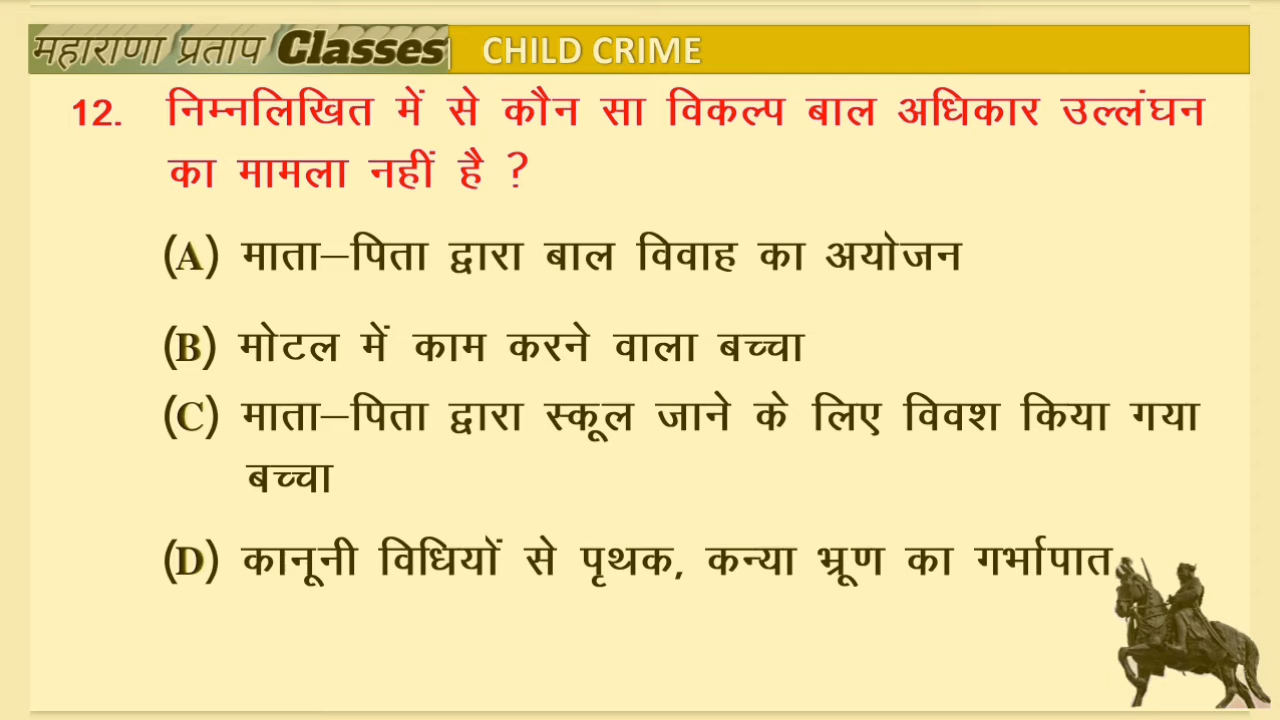 महाराणा प्रताप Classes CHILD CRIME
12. निम्नलिखित में से कौन सा विकल्प बाल अधिकार उल्लंघन
का मामला नहीं है ?
(A) माता–पिता द्वारा बाल विवाह का अयोजन
(B) मोटल में काम करने वाला बच्चा
(C) माता–पिता द्वारा स्कूल जाने के लिए विवश किया गया
बच्चा
(D) कानूनी विधियों से पृथक, कन्या भ्रूण का गर्भापात